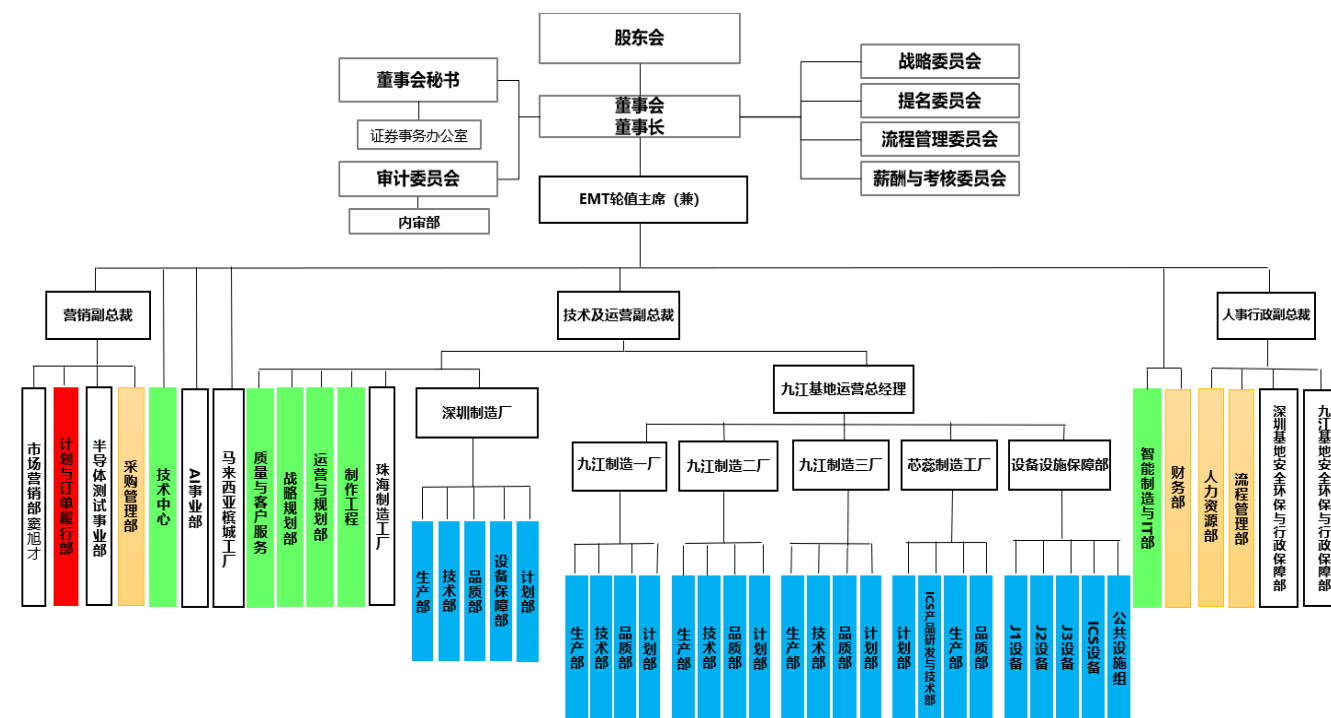 股东会
董事会秘书
证券事务办公室
审计委员会
内审部
董事会
董事长
战略委员会
提名委员会
流程管理委员会
薪酬与考核委员会
EMT轮值主席（兼）
营销副总裁
技术及运营副总裁
人事行政副总裁
市场营销部窦旭才
计划与订单履行部
半导体测试事业部
采购管理部
技术中心
AI事业部
马来西亚槟城工厂
质量与客户服务
战略规划部
运营与规划部
制作工程
珠海制造工厂
深圳制造厂
生产部
技术部
品质部
设备保障部
计划部
九江基地运营总经理
九江制造一厂
九江制造二厂
九江制造三厂
芯蕊制造工厂
设备设施保障部
生产部
技术部
品质部
计划部
生产部
技术部
品质部
计划部
生产部
技术部
品质部
计划部
计划部
ICS产品研发与技术部
生产部
品质部
J1设备
J2设备
J3设备
ICS设备
公共设施组
智能制造与IT部
财务部
人力资源部
流程管理部
深圳基地安全环保与行政保障部
九江基地安全环保与行政保障部